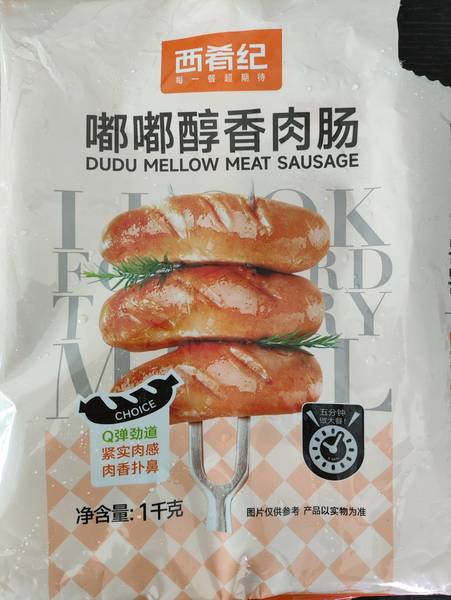 西肴纪
每一餐超期待
嘟嘟醇香肉肠
DUDU MELLOW MEAT SAUSAGE
I LOOK
FORWARD
TO EVERY
MEAL
CHOICE
Q弹劲道
紧实肉感
肉香扑鼻
五分钟
做大餐!
净含量:1千克
图片仅供参考 产品以实物为准